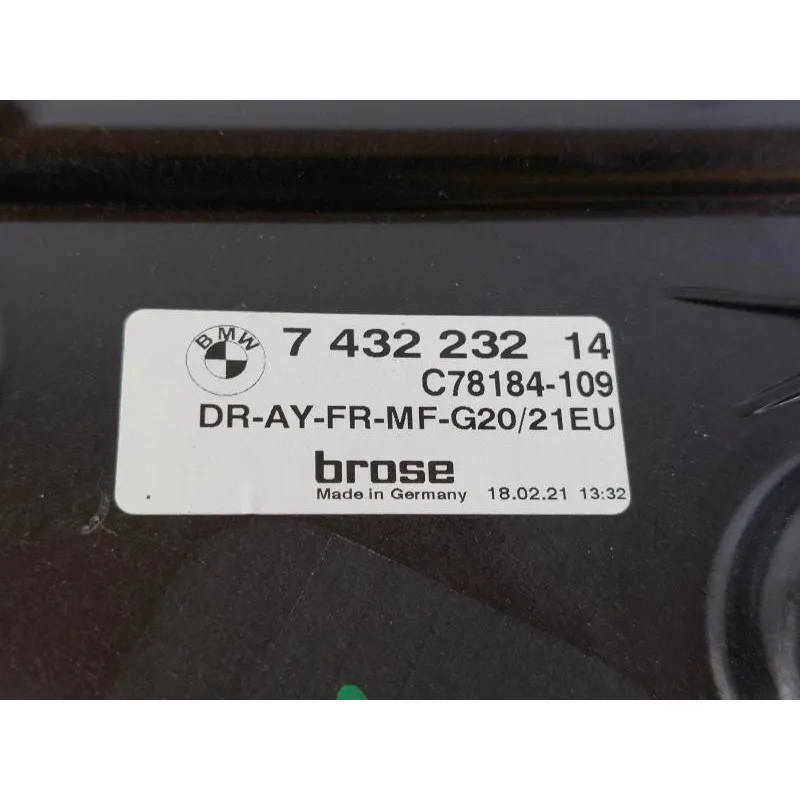 BMW 7 432 232 14
C78184-109
DR-AY-FR-MF-G20/21EU
brose
Made in Germany 18.02.21 13:32